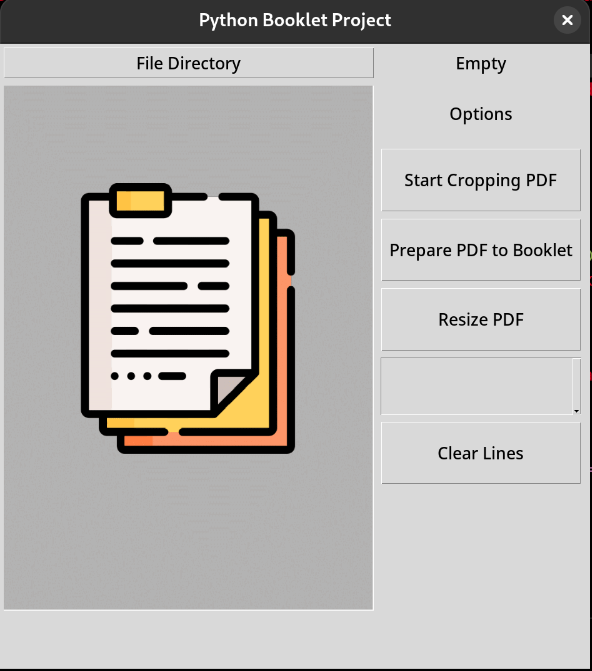 Python Booklet Project
File Directory
Empty
Options
Start Cropping PDF
Prepare PDF to Booklet
Resize PDF
Clear Lines